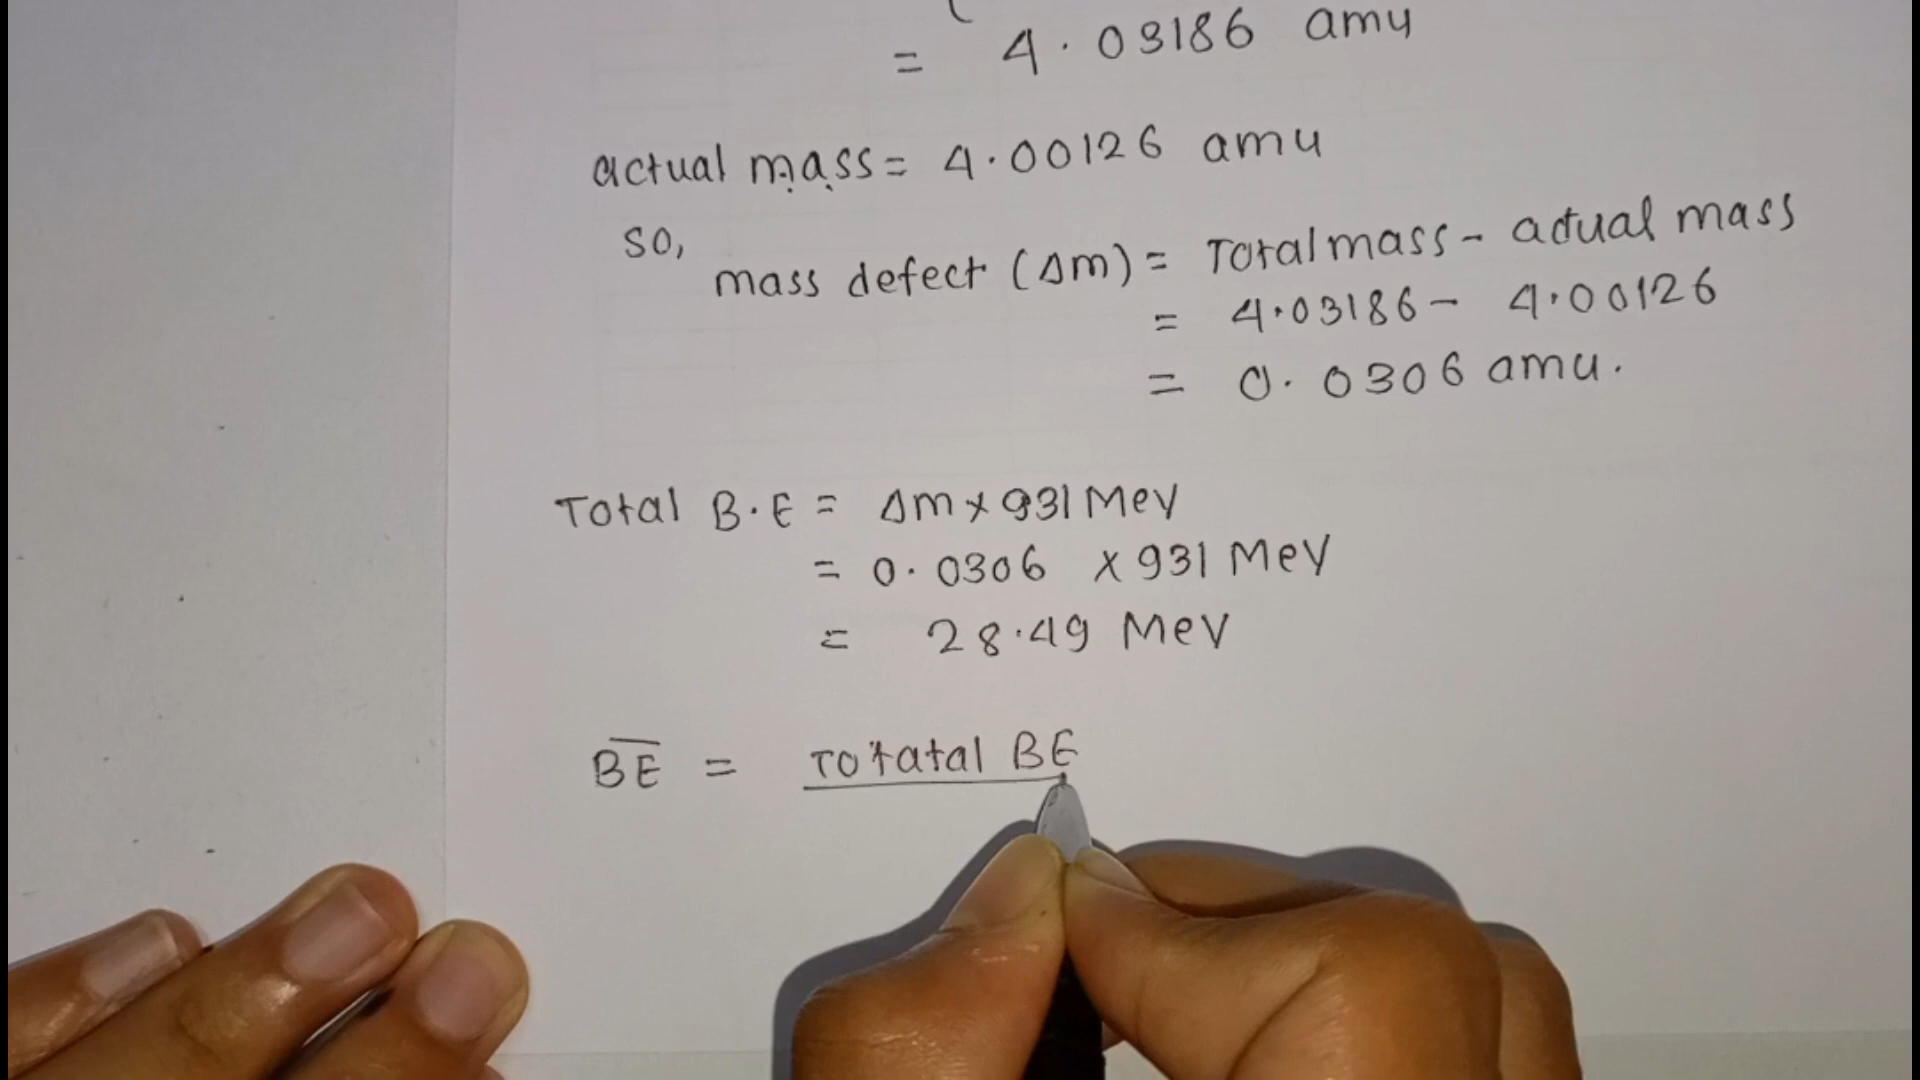 = 4.03186 amu
actual mass = 4.00126 amu
so,
mass defect (Δm) = Total mass - actual mass
= 4.03186 - 4.00126
= 0.0306 amu.
Total B.E = Δm x 931 MeV
= 0.0306 x 931 MeV
= 28.49 MeV
BE = Totatal BE